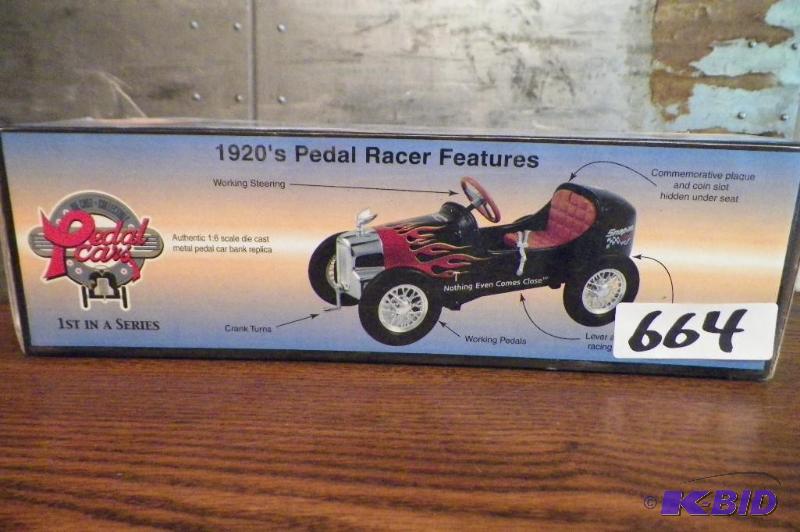 1920's Pedal Racer Features
Working Steering
Commemorative plaque
and coin slot
hidden under seat
Pedal
Cars
Authentic 1:6 scale die cast
metal pedal car bank replica
1ST IN A SERIES
Snap-on
Nothing Even Comes Close
Crank Turns
Working Pedals
Lever
racing
664
© K-BID